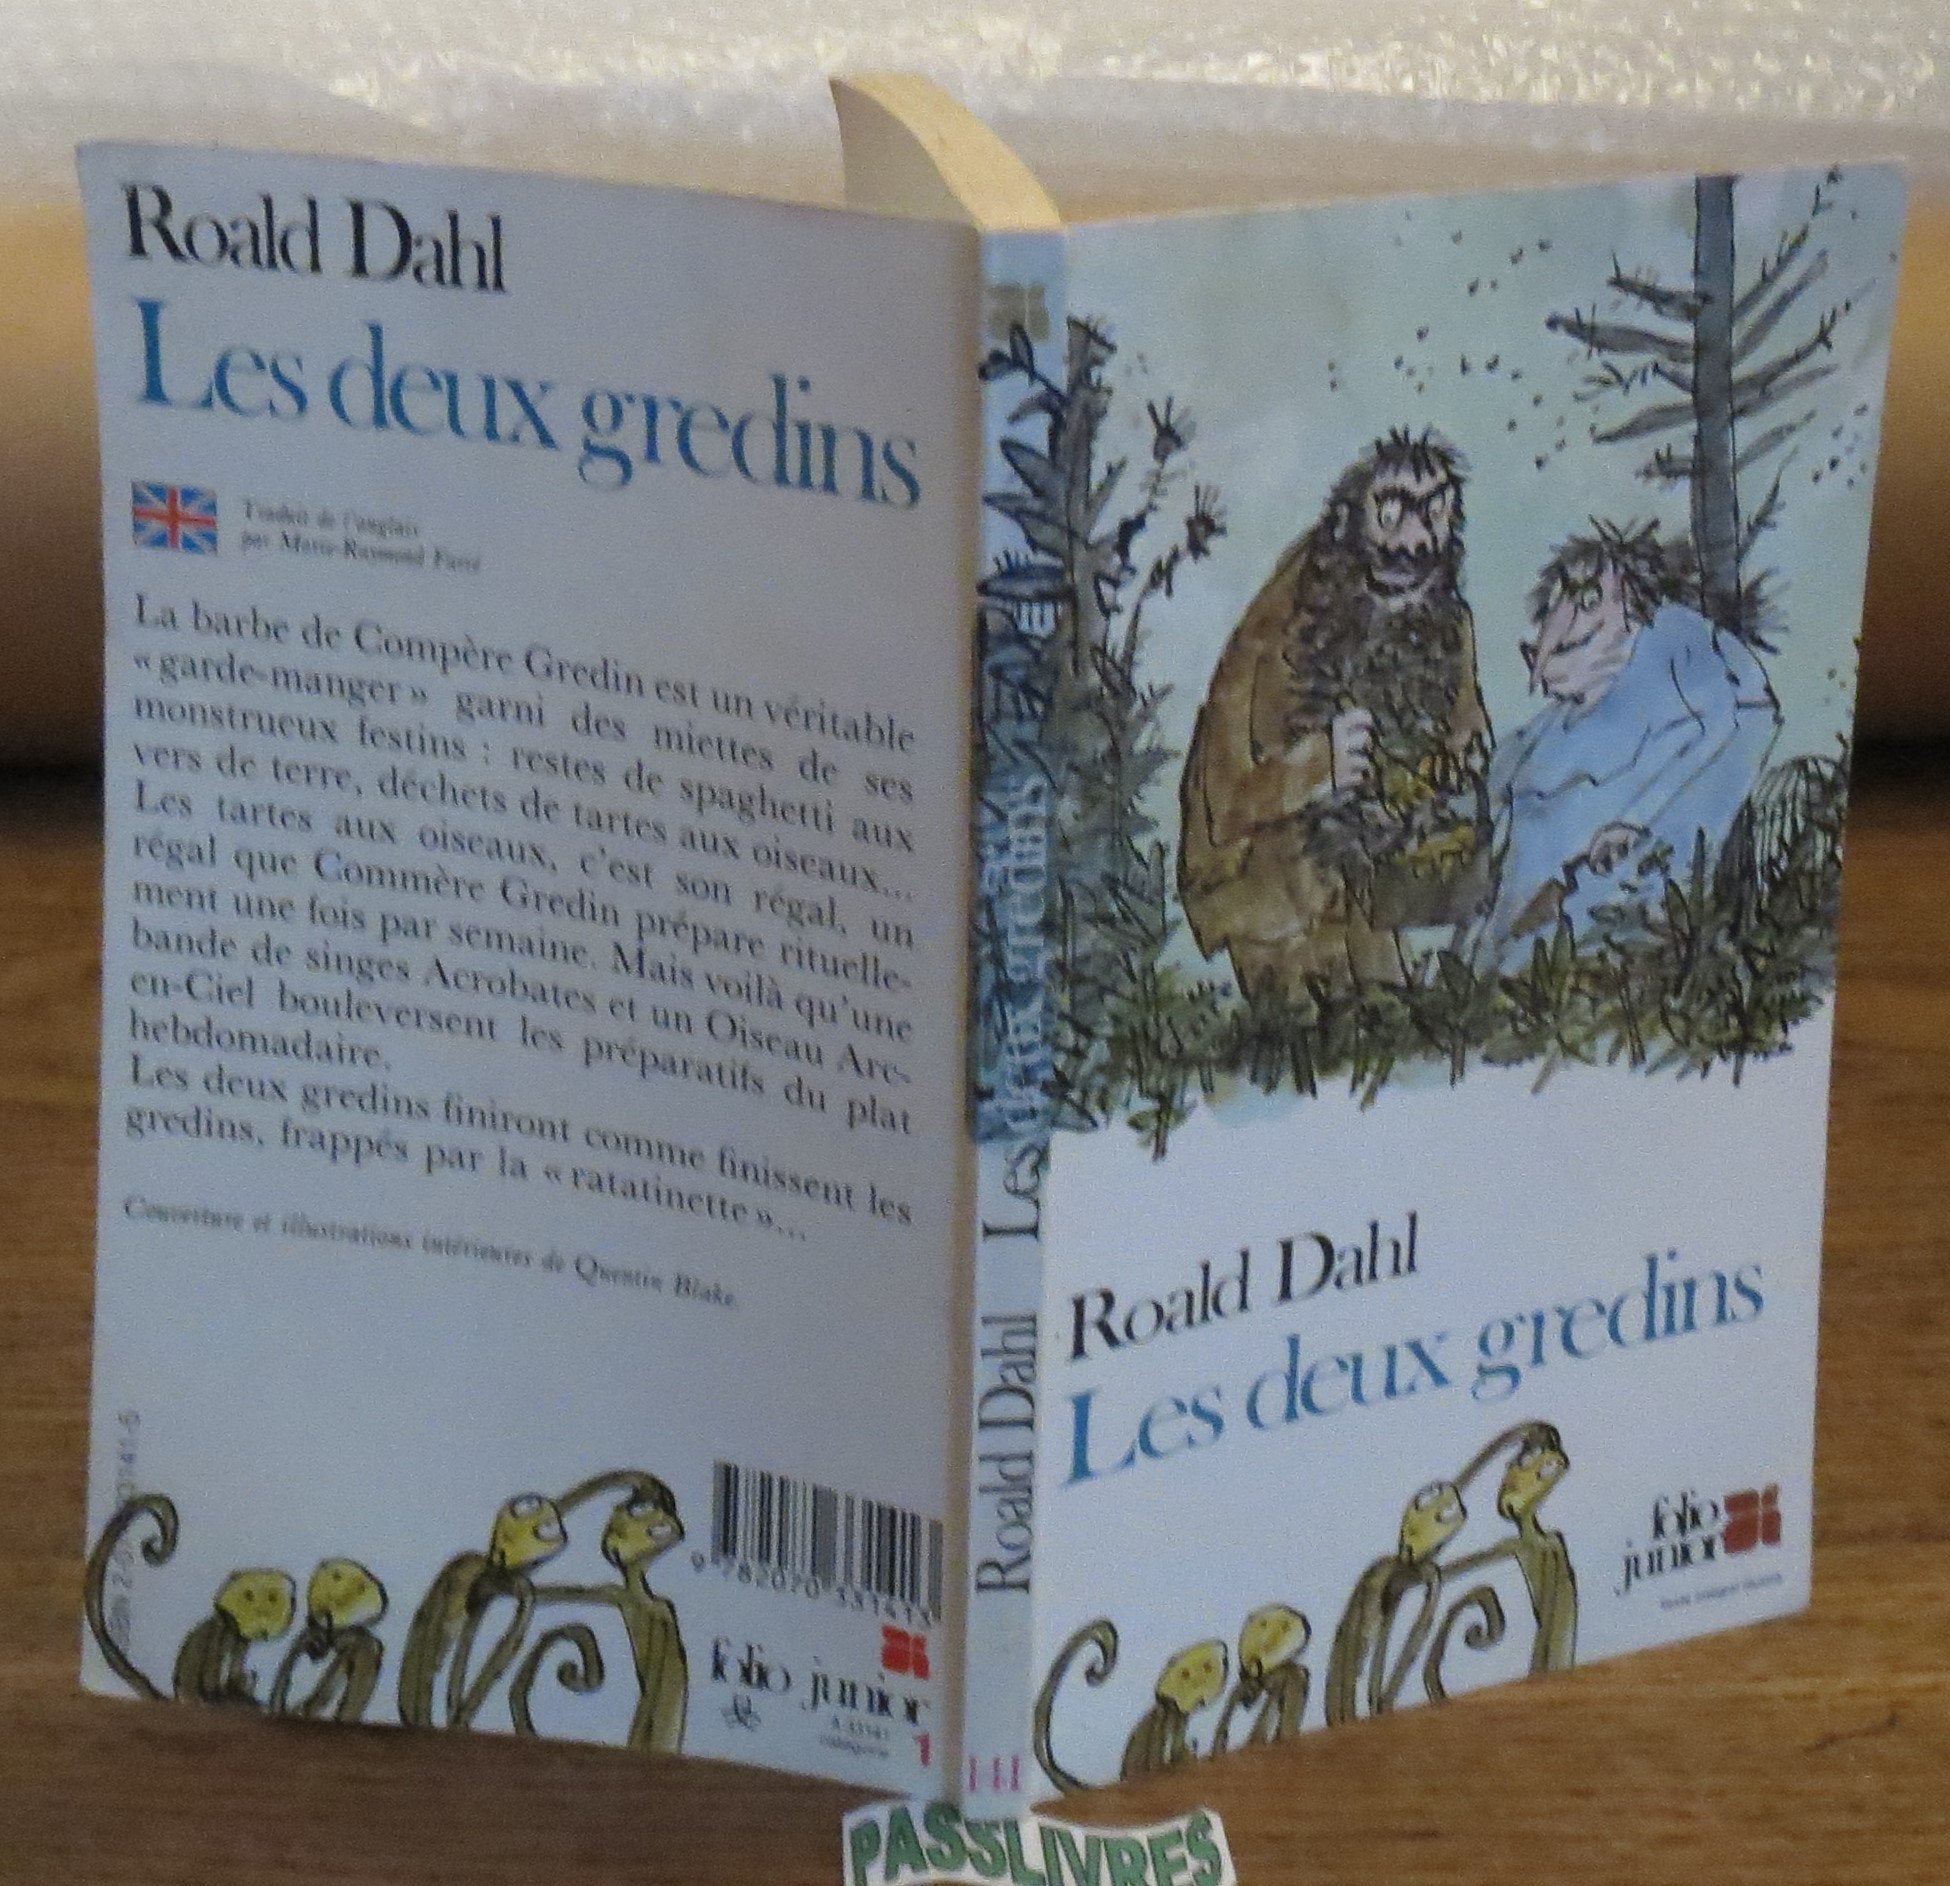 Roald Dahl
Les deux gredins
Traduit de l'anglais
par Marie-Raymond Farré
La barbe de Compère Gredin est un véritable
« garde-manger » garni des miettes de ses
monstrueux festins : restes de spaghetti aux
vers de terre, déchets de tartes aux oiseaux...
Les tartes aux oiseaux, c'est son régal, un
régal que Commère Gredin prépare rituelle-
ment une fois par semaine. Mais voilà qu'une
bande de singes Acrobates et un Oiseau Arc-
en-Ciel bouleversent les préparatifs du plat
hebdomadaire.
Les deux gredins finiront comme finissent les
gredins, frappés par la « ratatinette »...
Couverture et illustrations intérieures de Quentin Blake.
9 782070 331413
folio junior
catégorie
1
Roald Dahl Les deux gredins
141
Roald Dahl
Les deux gredins
folio
junior
PASSLIVRES